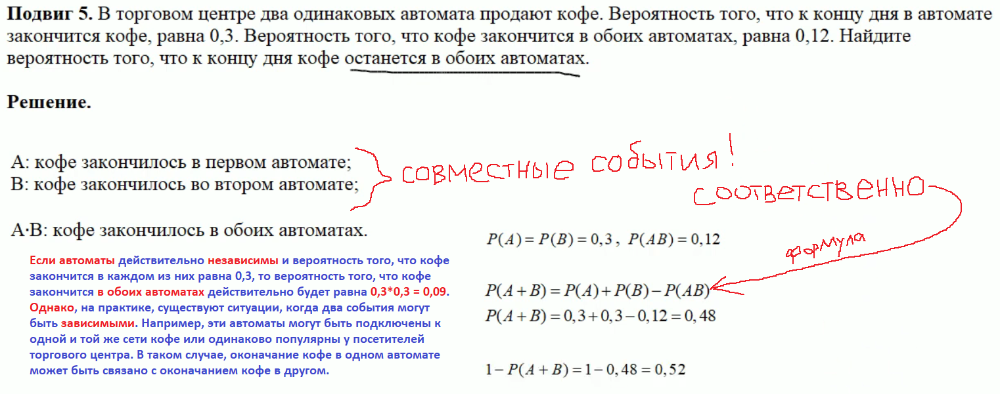 Подвиг 5. В торговом центре два одинаковых автомата продают кофе. Вероятность того, что к концу дня в автомате
закончится кофе, равна 0,3. Вероятность того, что кофе закончится в обоих автоматах, равна 0,12. Найдите
вероятность того, что к концу дня кофе останется в обоих автоматах.
Решение.
А: кофе закончилось в первом автомате;
В: кофе закончилось во втором автомате;
совместные события!
соответственно
А·В: кофе закончилось в обоих автоматах.
Если автоматы действительно независимы и вероятность того, что кофе
закончится в каждом из них равна 0,3, то вероятность того, что кофе
закончится в обоих автоматах действительно будет равна 0,3*0,3 = 0,09.
Однако, на практике, существуют ситуации, когда два события могут
быть зависимыми. Например, эти автоматы могут быть подключены к
одной и той же сети кофе или одинаково популярны у посетителей
торгового центра. В таком случае, окончание кофе в одном автомате
может быть связано с окончанием кофе в другом.
P(A) = P(B) = 0,3 , P(AB) = 0,12
формула
P(A + B) = P(A) + P(B) − P(AB)
P(A + B) = 0,3 + 0,3 − 0,12 = 0,48
1 − P(A + B) = 1 − 0,48 = 0,52